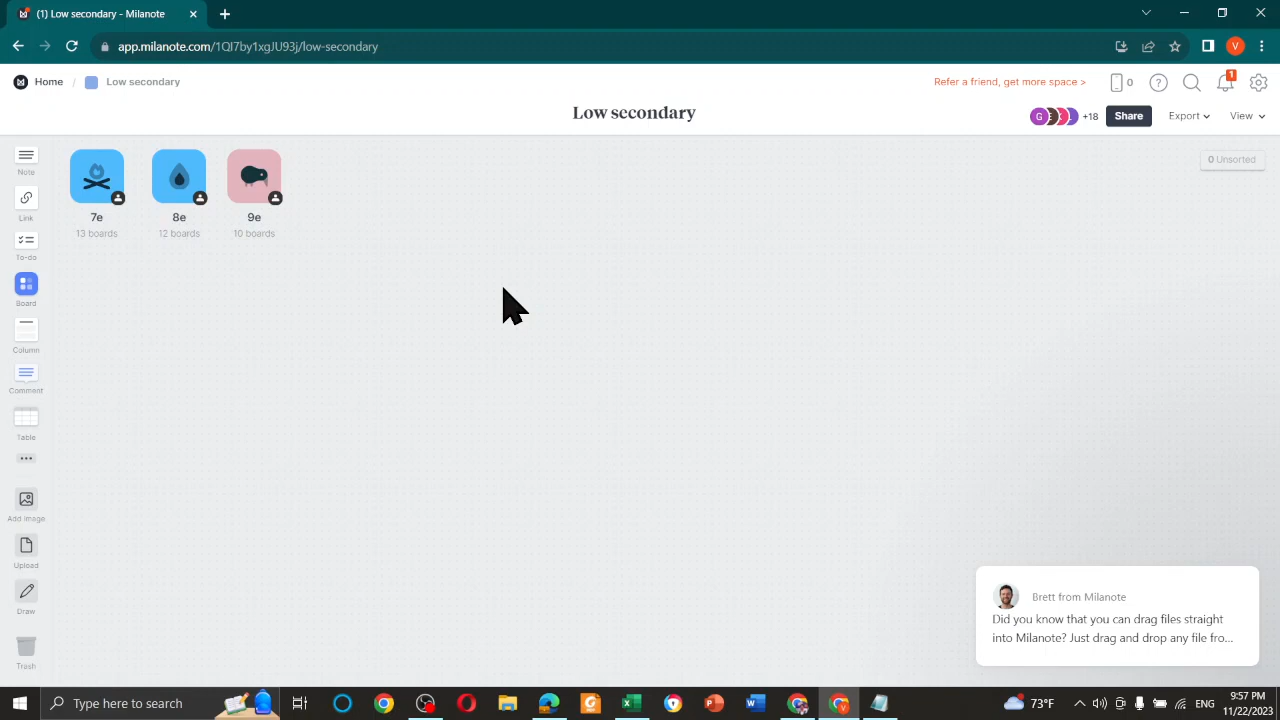 (1) Low secondary - Milanote
app.milanote.com/1Ql7by1xgJU93j/low-secondary
Home / Low secondary
Refer a friend, get more space >
0
1
Low secondary
G
+18
Share
Export
View
0 Unsorted
Note
Link
To-do
Board
Column
Comment
Table
Add image
Upload
Draw
Trash
7e
13 boards
8e
12 boards
9e
10 boards
Brett from Milanote
Did you know that you can drag files straight
into Milanote? Just drag and drop any file fro...
Type here to search
73°F
ENG
9:57 PM
11/22/2023